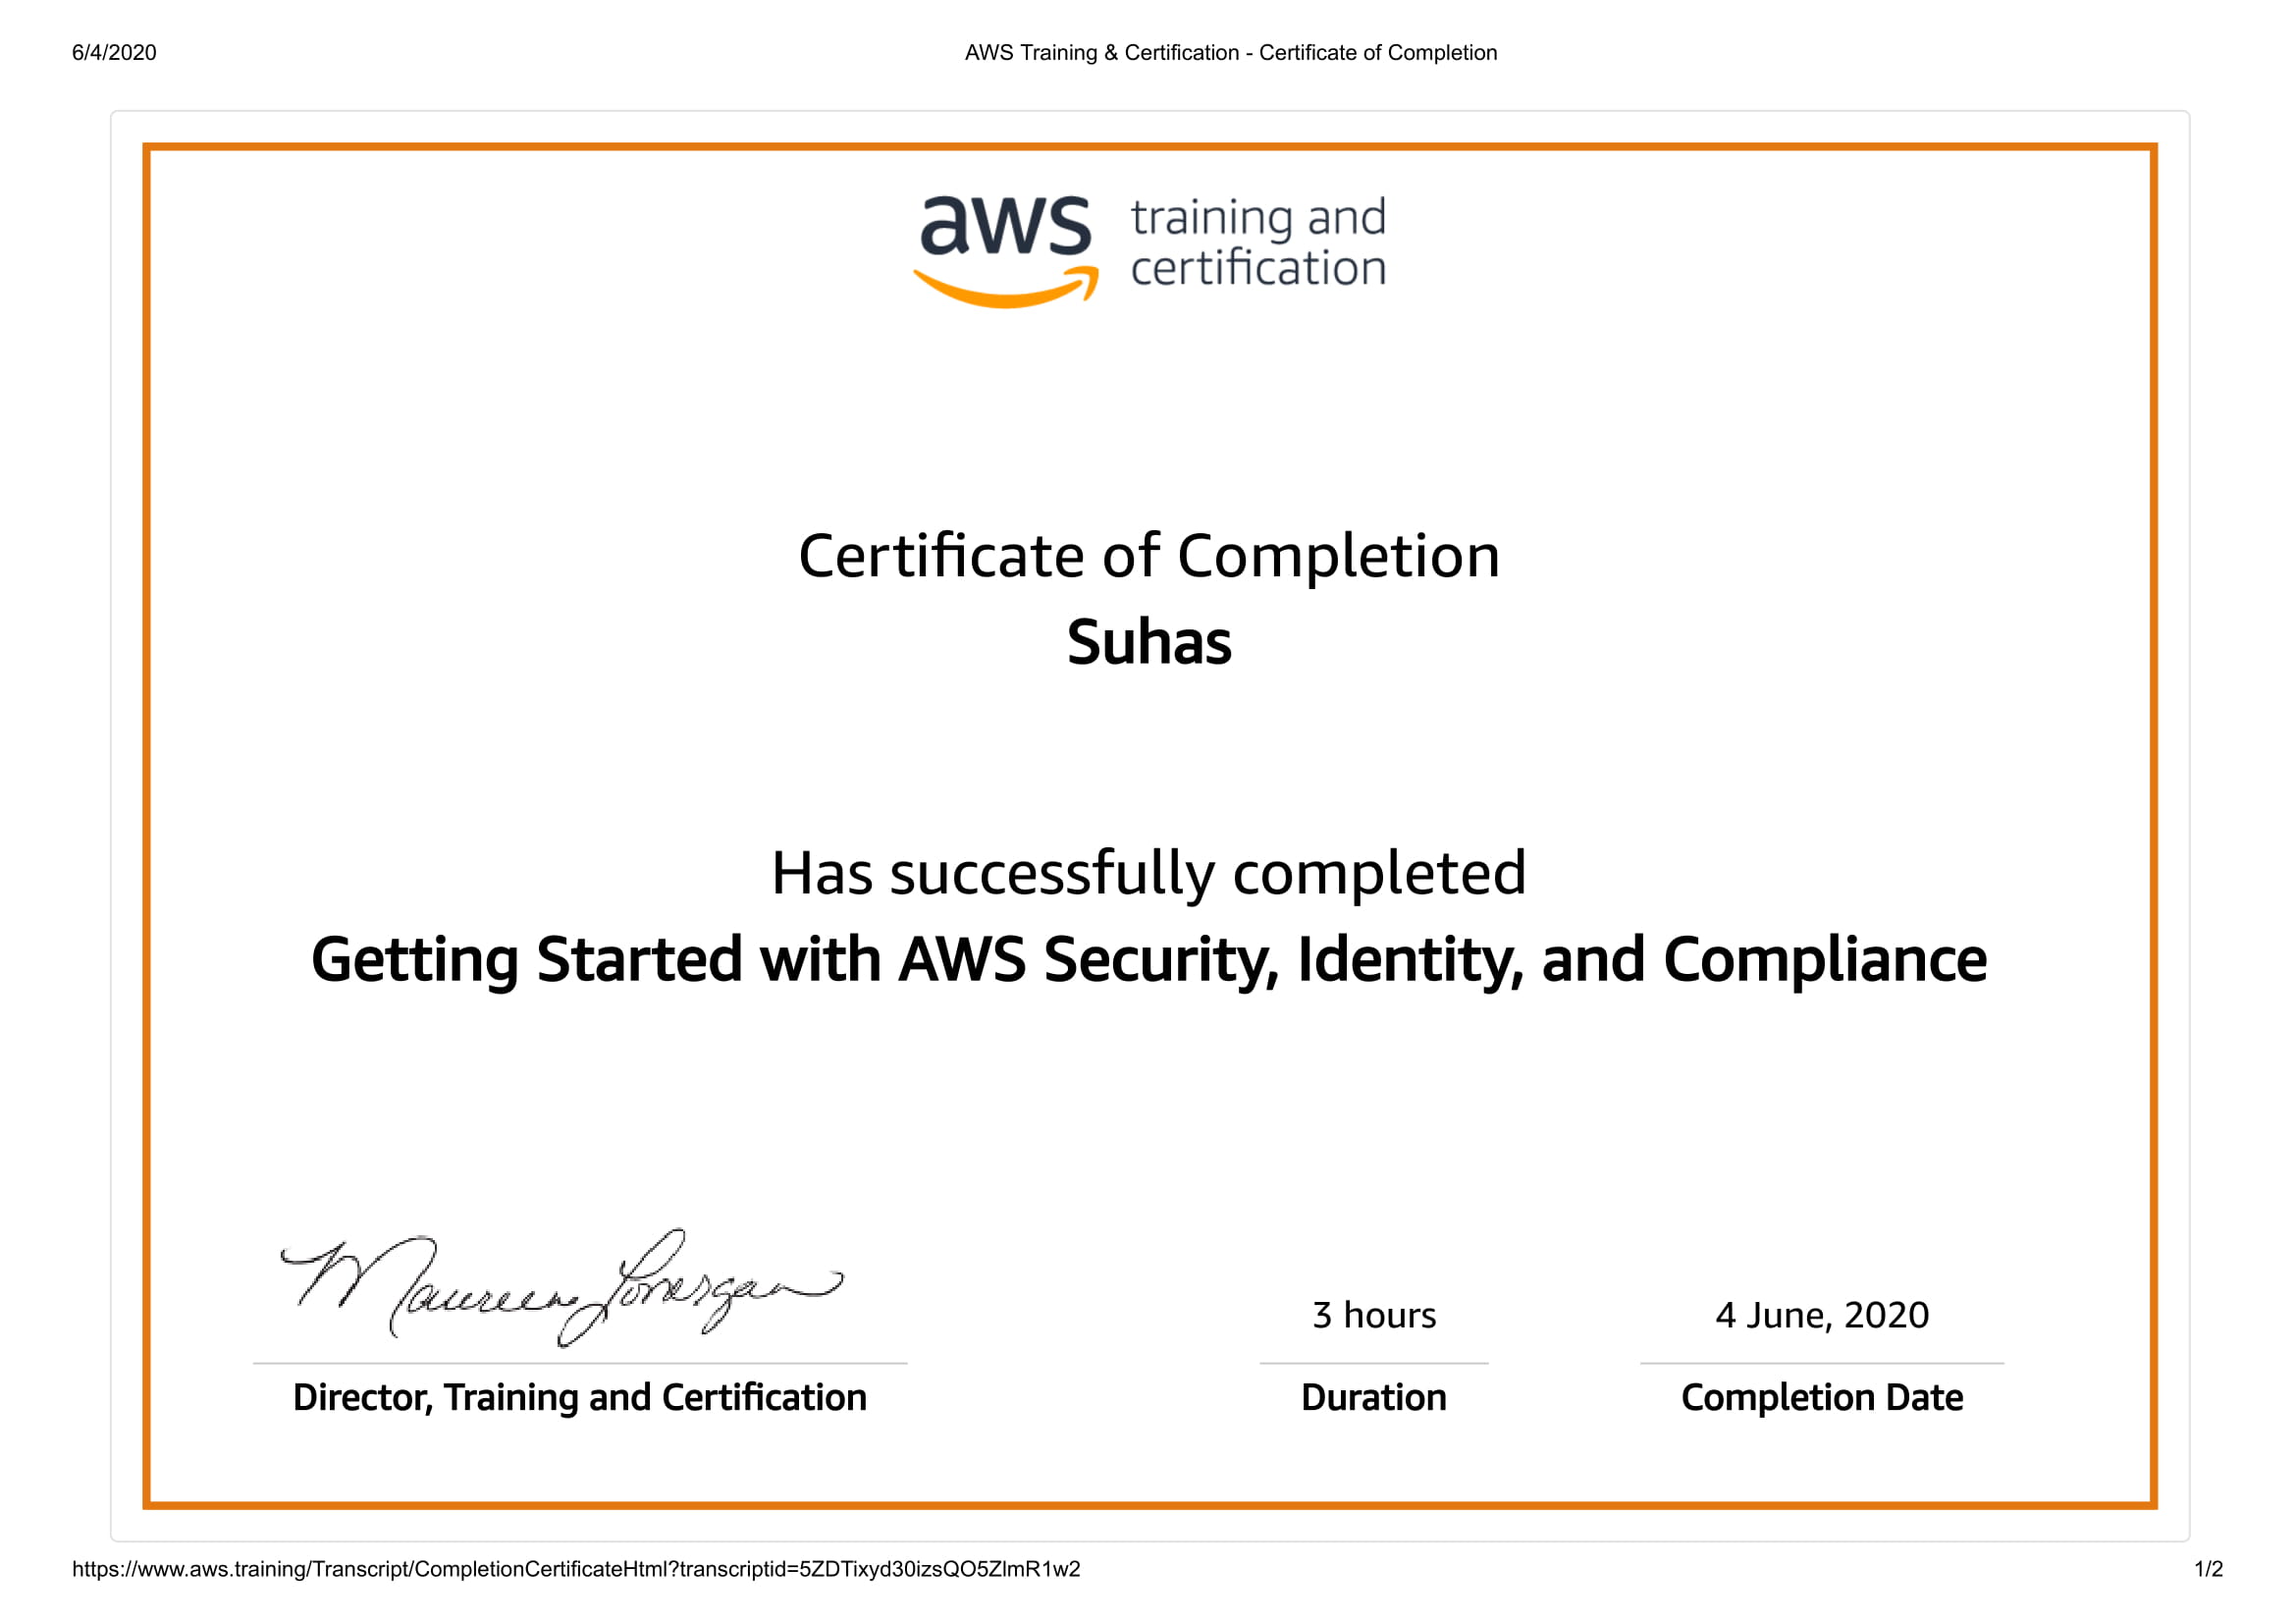 6/4/2020
AWS Training & Certification - Certificate of Completion
aws training and
certification
Certificate of Completion
Suhas
Has successfully completed
Getting Started with AWS Security, Identity, and Compliance
Maureen Lonergan
3 hours
4 June, 2020
Director, Training and Certification
Duration
Completion Date
https://www.aws.training/Transcript/CompletionCertificateHtml?transcriptid=5ZDTixyd30izsQO5ZlmR1w2
1/2